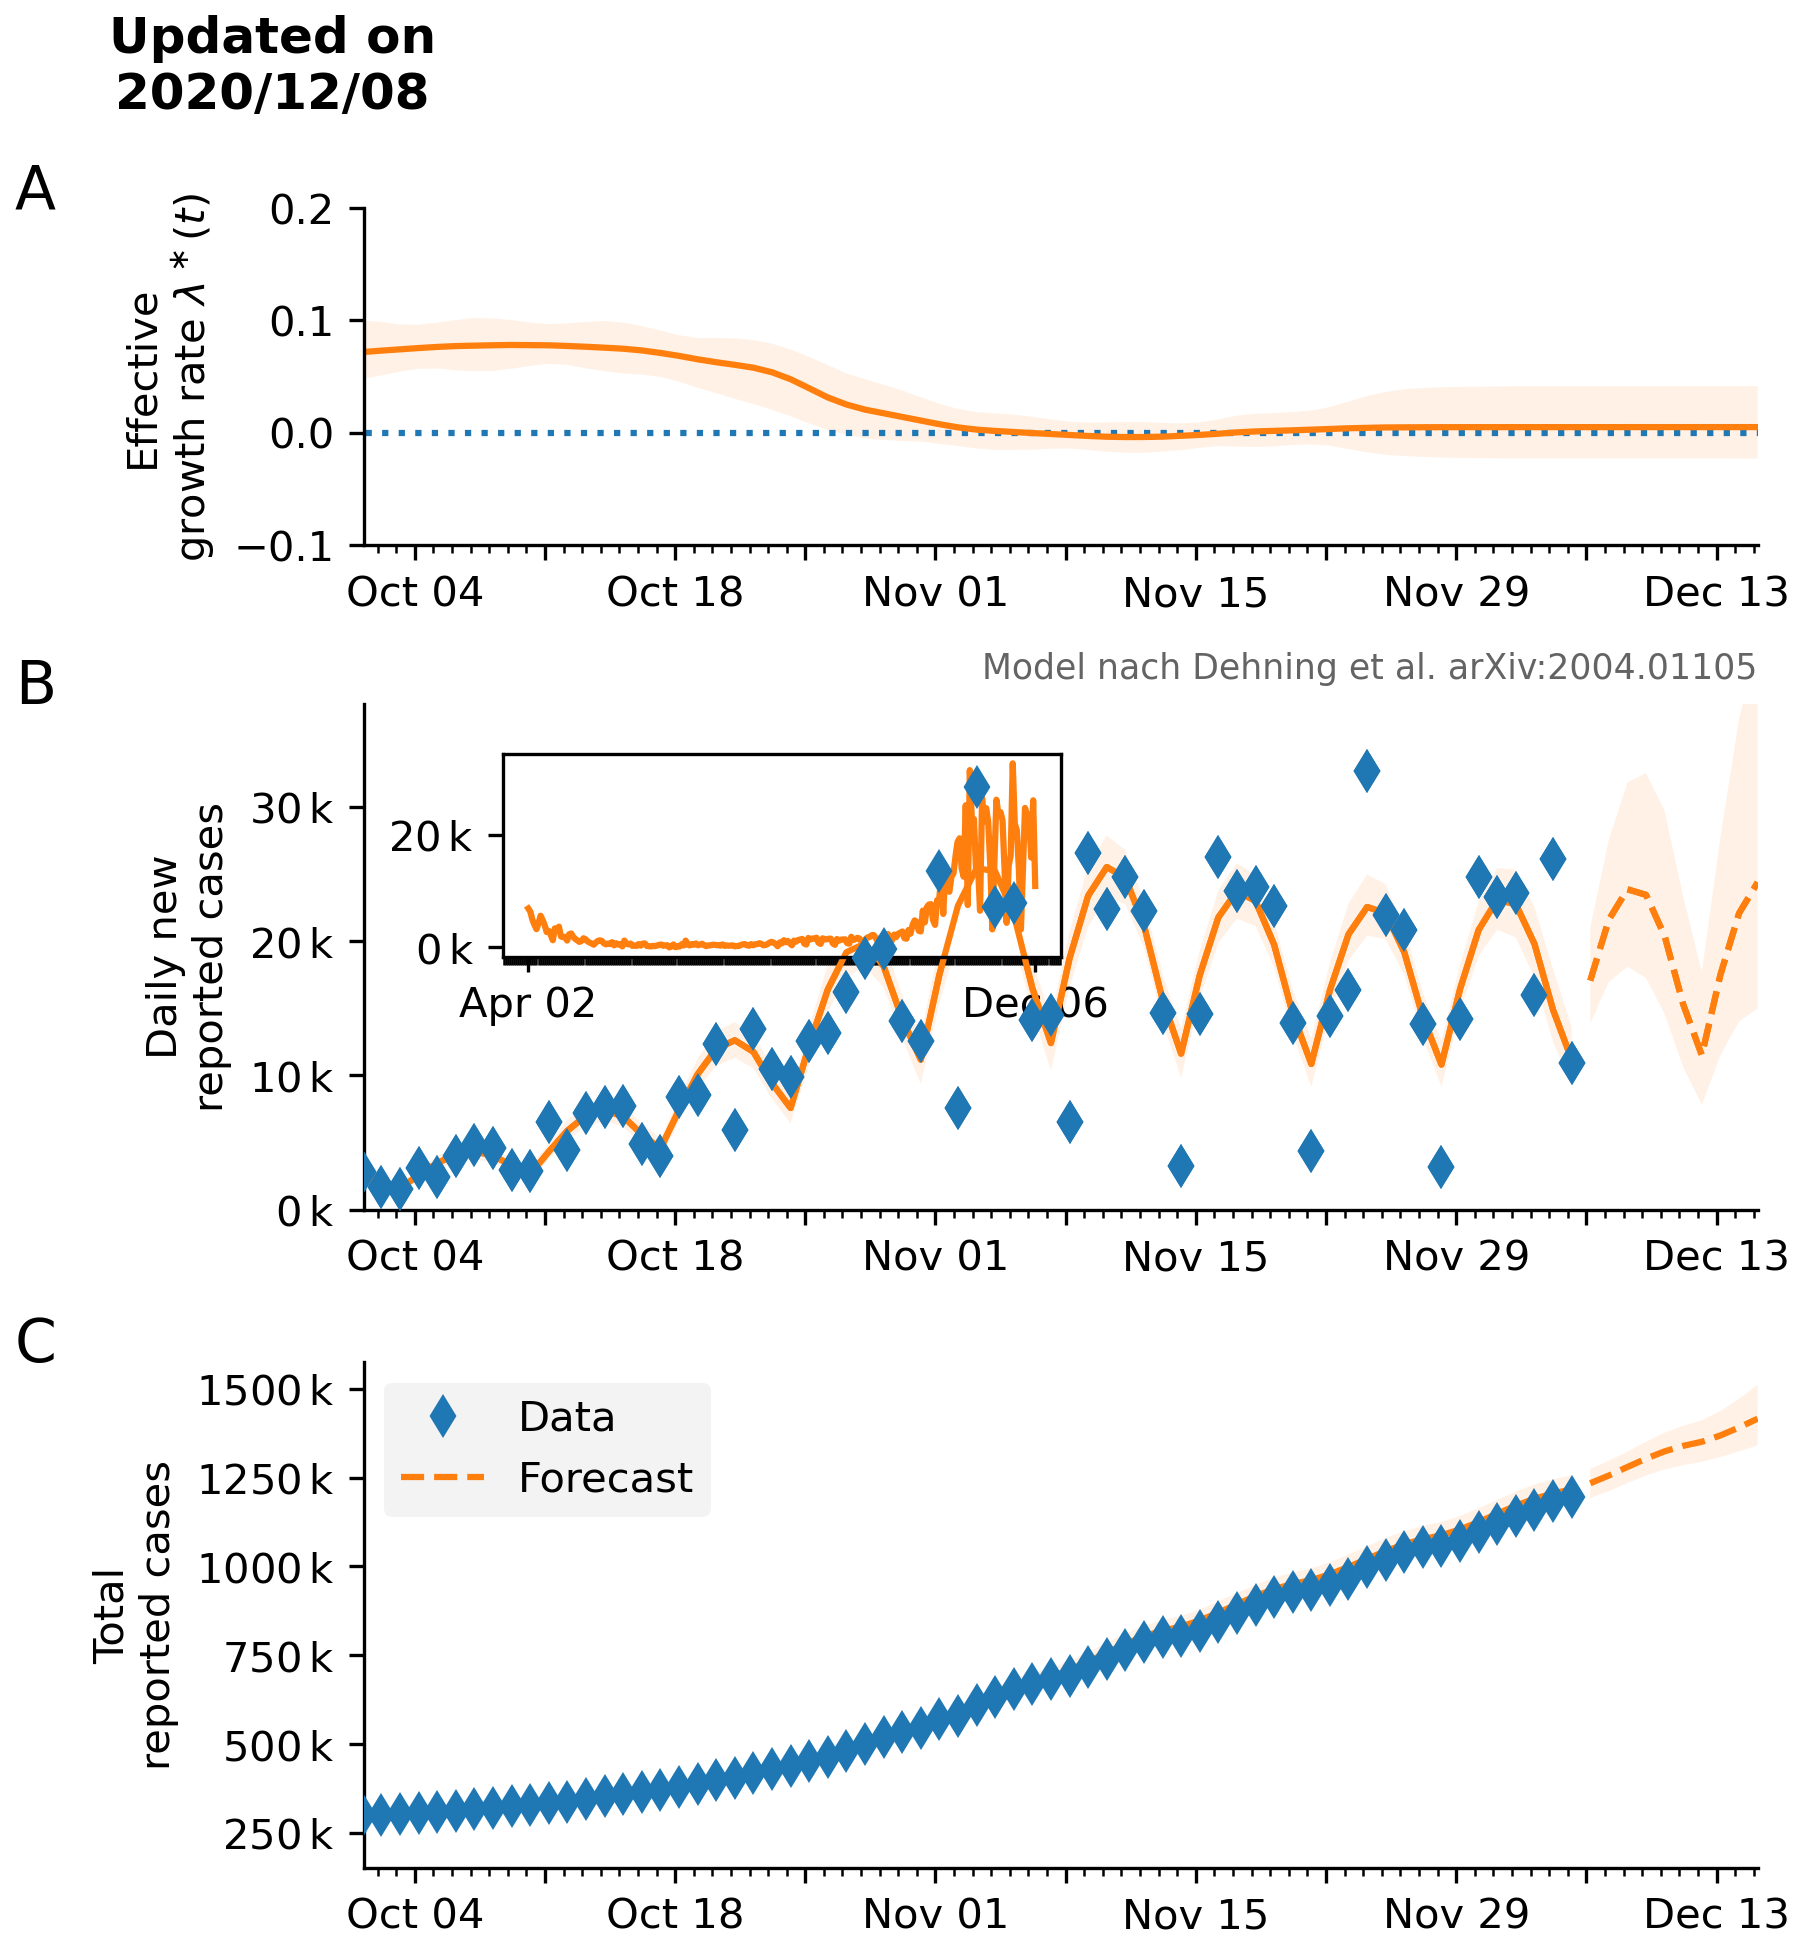 Updated on
2020/12/08
A
Effective
growth rate λ * (t)
0.2
0.1
0.0
−0.1
Oct 04
Oct 18
Nov 01
Nov 15
Nov 29
Dec 13
B
Model nach Dehning et al. arXiv:2004.01105
Daily new
reported cases
30 k
20 k
10 k
0 k
20 k
0 k
Apr 02
Dec 06
Oct 04
Oct 18
Nov 01
Nov 15
Nov 29
Dec 13
C
Total
reported cases
1500 k
1250 k
1000 k
750 k
500 k
250 k
Data
Forecast
Oct 04
Oct 18
Nov 01
Nov 15
Nov 29
Dec 13